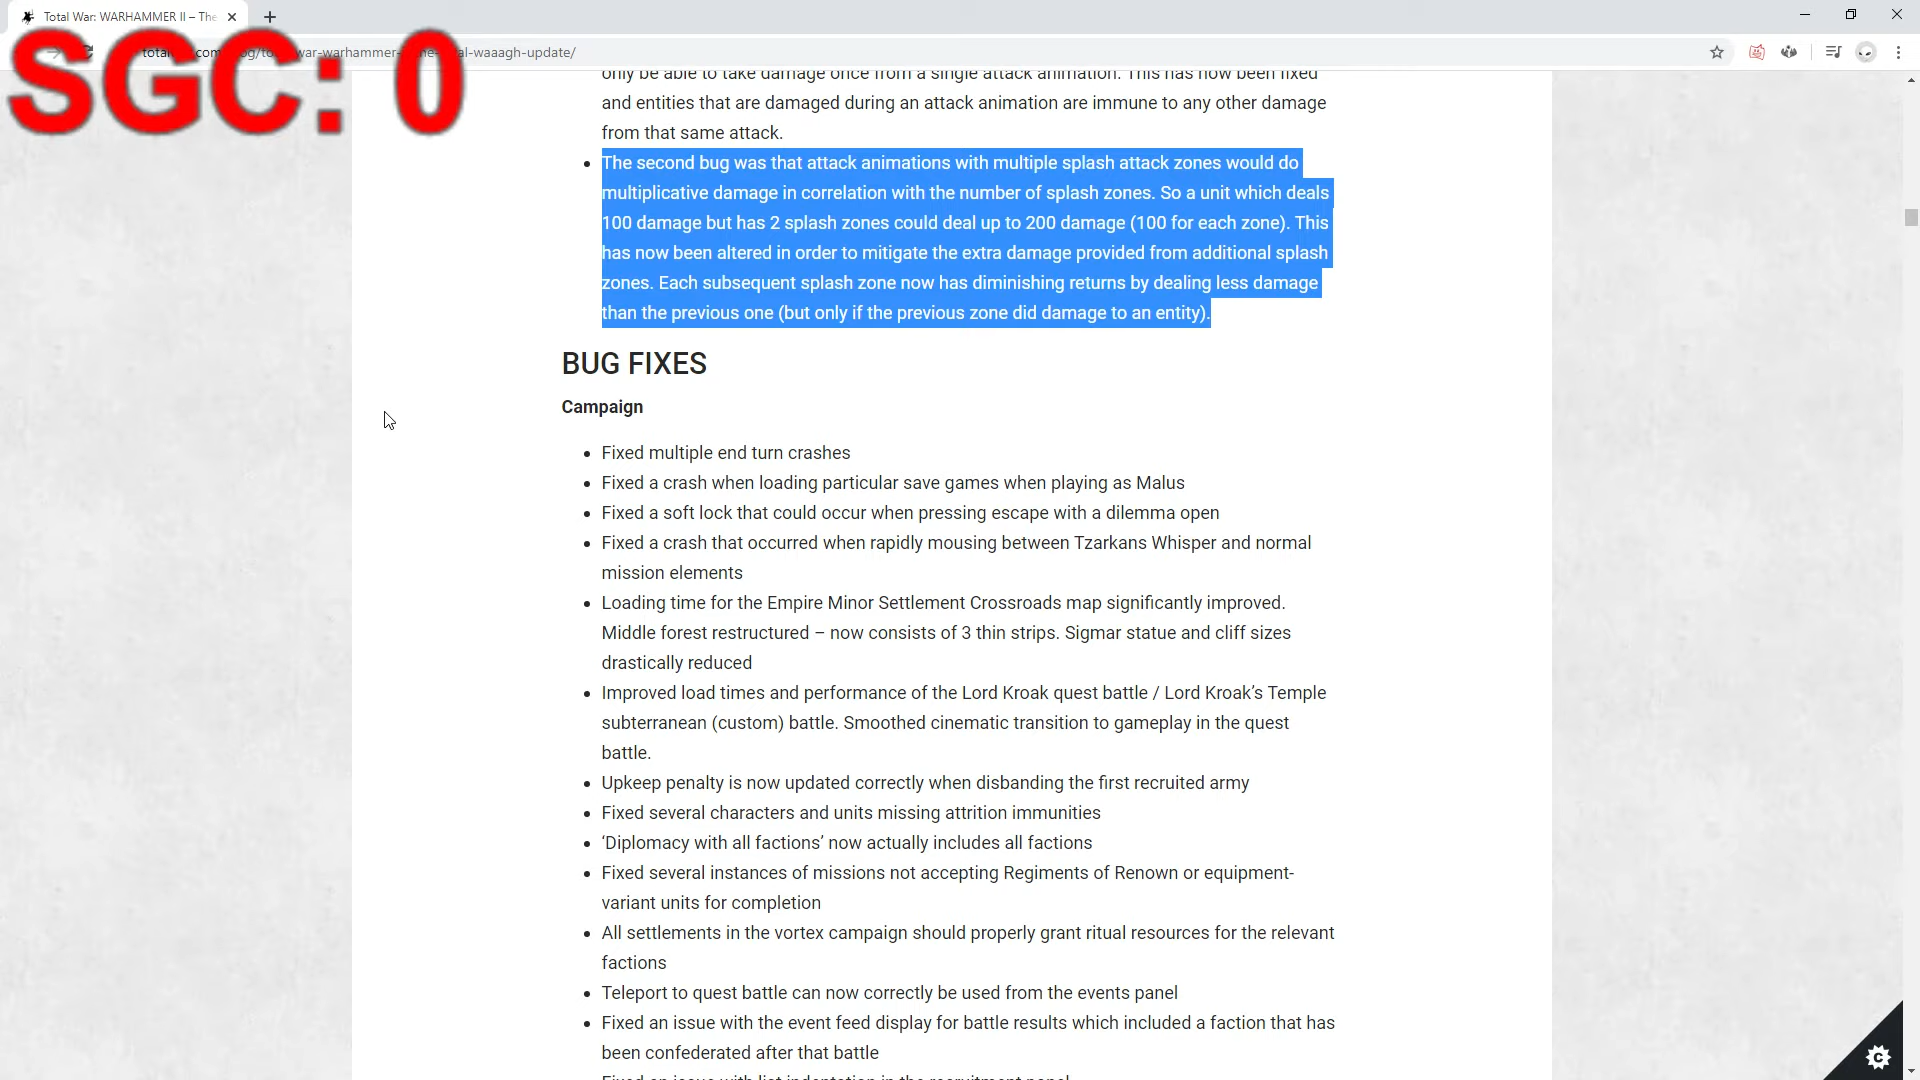 Total War: WARHAMMER II – The
SGC: 0
war-warhammer-
al-waaagh-update/
only be able to take damage once from a single attack animation. This has now been fixed
and entities that are damaged during an attack animation are immune to any other damage
from that same attack.
The second bug was that attack animations with multiple splash attack zones would do
multiplicative damage in correlation with the number of splash zones. So a unit which deals
100 damage but has 2 splash zones could deal up to 200 damage (100 for each zone). This
has now been altered in order to mitigate the extra damage provided from additional splash
zones. Each subsequent splash zone now has diminishing returns by dealing less damage
than the previous one (but only if the previous zone did damage to an entity).
BUG FIXES
Campaign
Fixed multiple end turn crashes
Fixed a crash when loading particular save games when playing as Malus
Fixed a soft lock that could occur when pressing escape with a dilemma open
Fixed a crash that occurred when rapidly mousing between Tzarkans Whisper and normal
mission elements
Loading time for the Empire Minor Settlement Crossroads map significantly improved.
Middle forest restructured – now consists of 3 thin strips. Sigmar statue and cliff sizes
drastically reduced
Improved load times and performance of the Lord Kroak quest battle / Lord Kroak’s Temple
subterranean (custom) battle. Smoothed cinematic transition to gameplay in the quest
battle.
Upkeep penalty is now updated correctly when disbanding the first recruited army
Fixed several characters and units missing attrition immunities
‘Diplomacy with all factions’ now actually includes all factions
Fixed several instances of missions not accepting Regiments of Renown or equipment-
variant units for completion
All settlements in the vortex campaign should properly grant ritual resources for the relevant
factions
Teleport to quest battle can now correctly be used from the events panel
Fixed an issue with the event feed display for battle results which included a faction that has
been confederated after that battle
Fixed an issue with list indentation in the recruitment panel